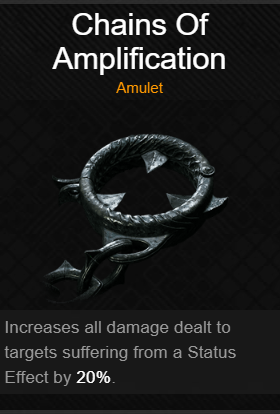 Chains Of
Amplification
Amulet
Increases all damage dealt to
targets suffering from a Status
Effect by 20%.